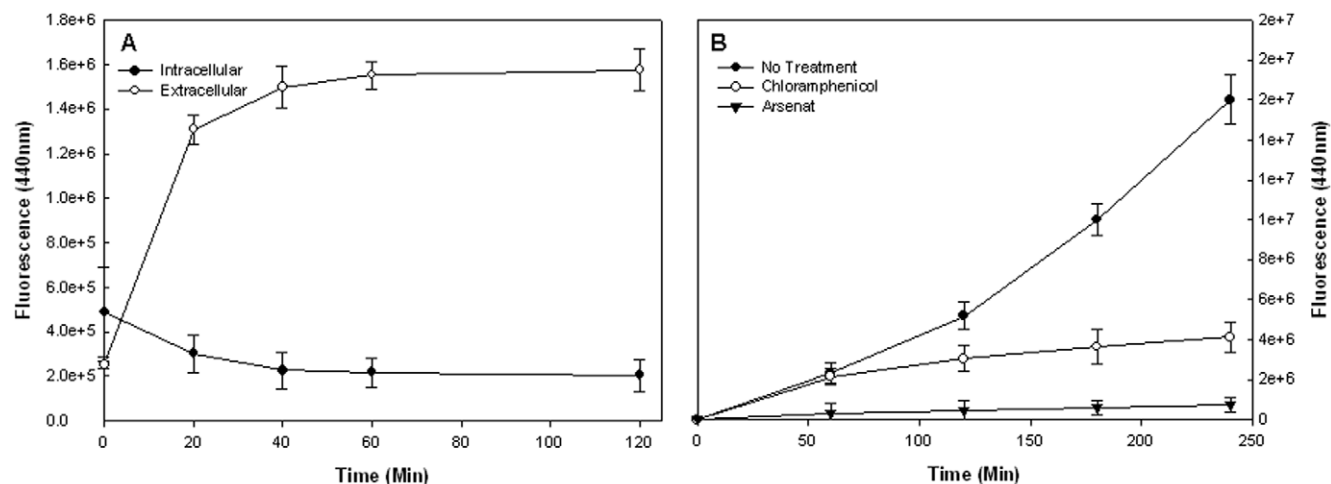 A
Intracellular
Extracellular
1.8e+6
1.6e+6
1.4e+6
1.2e+6
1.0e+6
8.0e+5
6.0e+5
4.0e+5
2.0e+5
0.0
Fluorescence (440nm)
0 20 40 60 80 100 120
Time (Min)
B
No Treatment
Chloramphenicol
Arsenat
2e+7
2e+7
2e+7
1e+7
1e+7
1e+7
8e+6
6e+6
4e+6
2e+6
0
Fluorescence (440nm)
0 50 100 150 200 250
Time (Min)